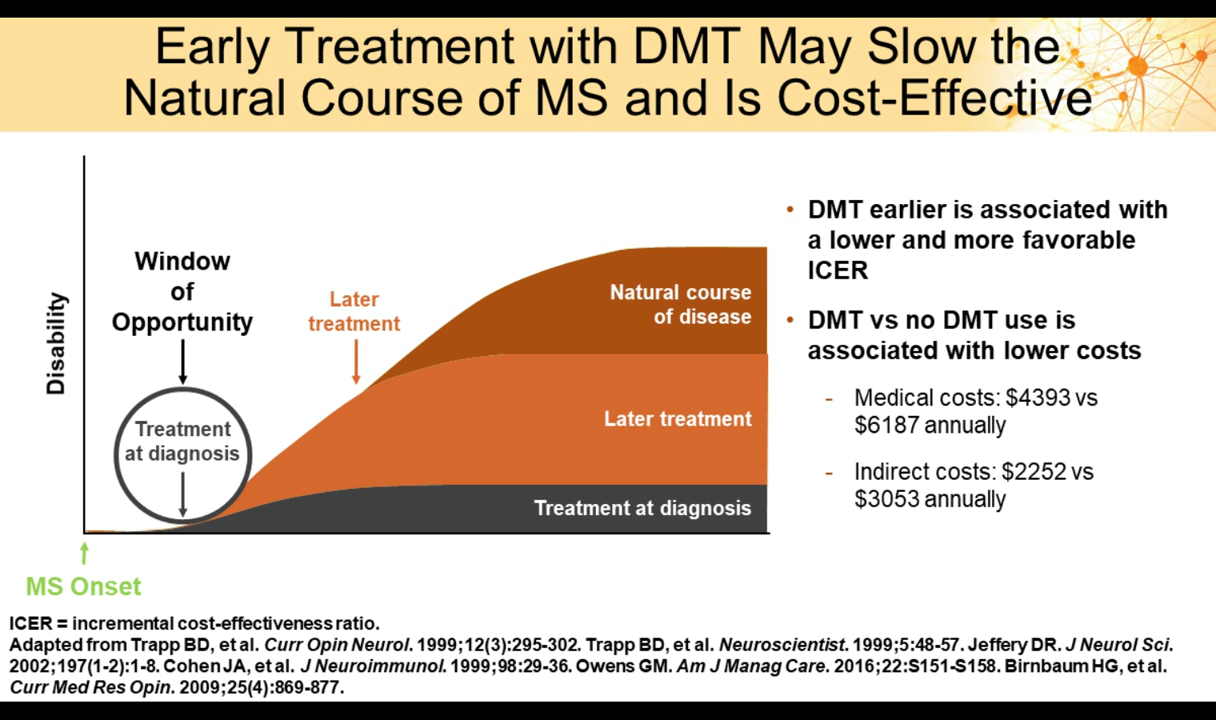 Early Treatment with DMT May Slow the
Natural Course of MS and Is Cost-Effective
Disability
Window
of
Opportunity
Treatment
at diagnosis
Later
treatment
Natural course
of disease
Later treatment
Treatment at diagnosis
MS Onset
• DMT earlier is associated with
a lower and more favorable
ICER
• DMT vs no DMT use is
associated with lower costs
- Medical costs: $4393 vs
$6187 annually
- Indirect costs: $2252 vs
$3053 annually
ICER = incremental cost-effectiveness ratio.
Adapted from Trapp BD, et al. Curr Opin Neurol. 1999;12(3):295-302. Trapp BD, et al. Neuroscientist. 1999;5:48-57. Jeffery DR. J Neurol Sci.
2002;197(1-2):1-8. Cohen JA, et al. J Neuroimmunol. 1999;98:29-36. Owens GM. Am J Manag Care. 2016;22:S151-S158. Birnbaum HG, et al.
Curr Med Res Opin. 2009;25(4):869-877.